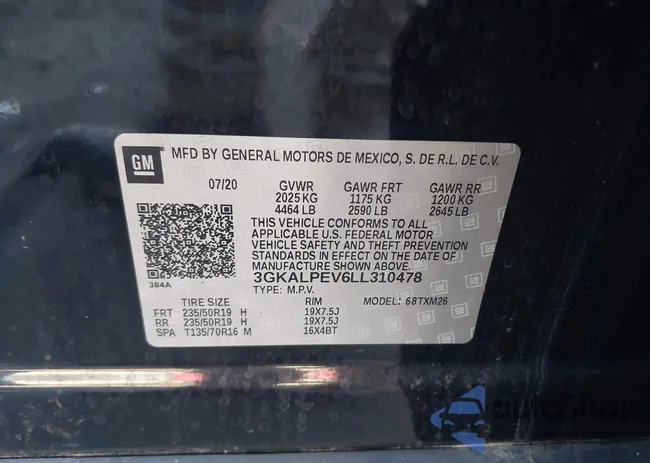 GM
MFD BY GENERAL MOTORS DE MEXICO, S. DE R.L. DE C.V.
07/20 GVWR GAWR FRT GAWR RR
2025 KG 1175 KG 1200 KG
4464 LB 2590 LB 2645 LB
THIS VEHICLE CONFORMS TO ALL
APPLICABLE U.S. FEDERAL MOTOR
VEHICLE SAFETY AND THEFT PREVENTION
STANDARDS IN EFFECT ON THE DATE OF
MANUFACTURE SHOWN ABOVE.
384A 3GKALPEV6LL310478
TYPE: M.P.V.
TIRE SIZE RIM MODEL: 68TXM26
FRT 235/50R19 H 19X7.5J
RR 235/50R19 H 19X7.5J
SPA T135/70R16 M 16X4BT
AutoShop